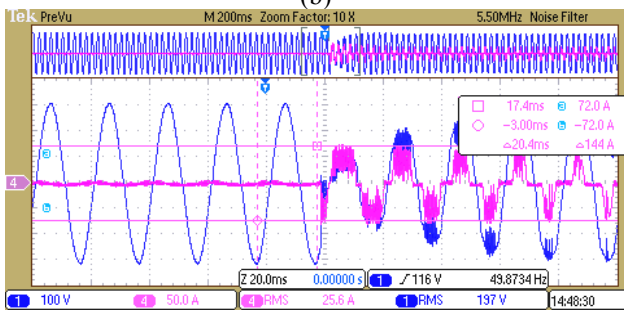 (b)
Tek PreVu M 200ms Zoom Factor: 10 X 5.50MHz Noise Filter
17.4ms a 72.0 A
−3.00ms b −72.0 A
△20.4ms △144 A
a
4
b
Z 20.0ms 0.00000 s 1 ∫ 116 V 49.8734 Hz
1 100 V 4 50.0 A 4 RMS 25.6 A 1 RMS 197 V 14:48:30